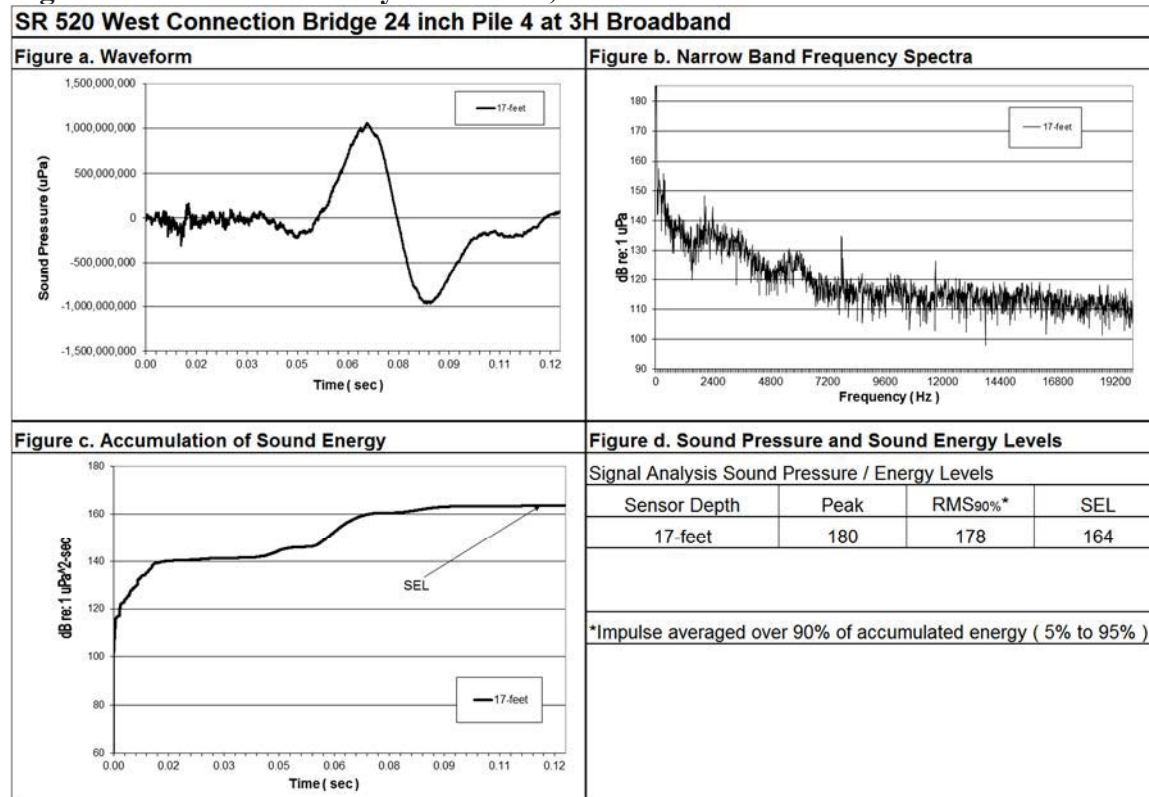 SR 520 West Connection Bridge 24 inch Pile 4 at 3H Broadband
Figure a. Waveform
1,500,000,000
1,000,000,000
500,000,000
0
-500,000,000
-1,000,000,000
-1,500,000,000
Sound Pressure (uPa)
17-feet
0.00 0.02 0.03 0.05 0.06 0.08 0.09 0.11 0.12
Time ( sec )
Figure b. Narrow Band Frequency Spectra
180
170
160
150
140
130
120
110
100
90
dB re: 1 uPa
17-feet
0 2400 4800 7200 9600 12000 14400 16800 19200
Frequency ( Hz )
Figure c. Accumulation of Sound Energy
180
160
140
120
100
80
60
dB re: 1 uPa^2-sec
SEL
17-feet
0.00 0.02 0.03 0.05 0.06 0.08 0.09 0.11 0.12
Time ( sec )
Figure d. Sound Pressure and Sound Energy Levels
Signal Analysis Sound Pressure / Energy Levels
Sensor Depth Peak RMS90%* SEL
17-feet 180 178 164
*Impulse averaged over 90% of accumulated energy ( 5% to 95% )